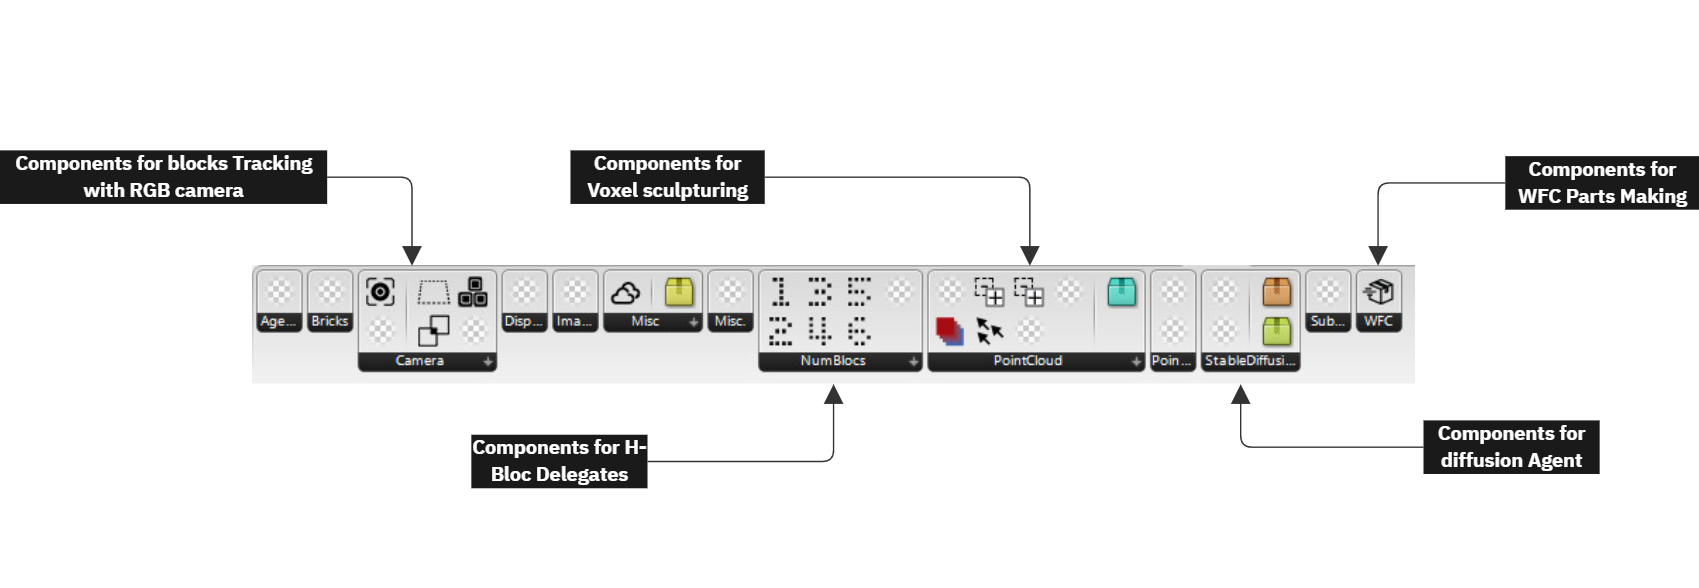 Components for blocks Tracking
with RGB camera
Components for
Voxel sculpturing
Components for
WFC Parts Making
Age...
Bricks
Camera
Disp...
Ima...
Misc
Misc.
1 3 5
2 4 6
NumBlocs
PointCloud
Poin...
StableDiffusi...
Sub...
WFC
Components for H-
Bloc Delegates
Components for
diffusion Agent